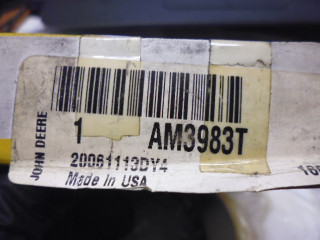 JOHN DEERE
1 AM3983T
20061113DY4
Made In USA